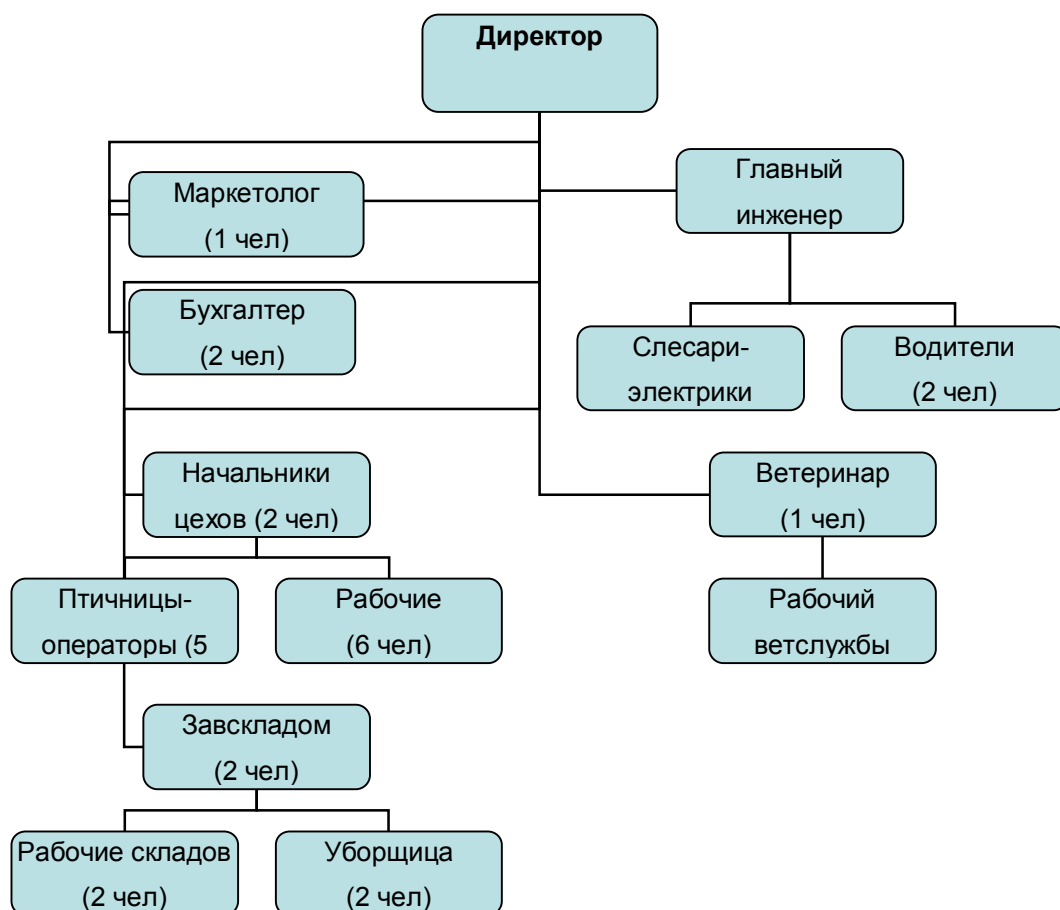 Директор
Маркетолог
(1 чел)
Главный
инженер
Бухгалтер
(2 чел)
Слесари-
электрики
Водители
(2 чел)
Начальники
цехов (2 чел)
Ветеринар
(1 чел)
Птичницы-
операторы (5
Рабочие
(6 чел)
Рабочий
ветслужбы
Завскладом
(2 чел)
Рабочие складов
(2 чел)
Уборщица
(2 чел)